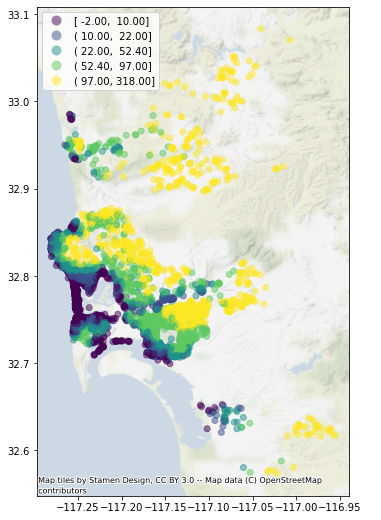 [ -2.00,  10.00]
( 10.00,  22.00]
( 22.00,  52.40]
( 52.40,  97.00]
( 97.00, 318.00]
33.1
33.0
32.9
32.8
32.7
32.6
Map tiles by Stamen Design, CC BY 3.0 -- Map data (C) OpenStreetMap
contributors
−117.25 −117.20 −117.15 −117.10 −117.05 −117.00 −116.95